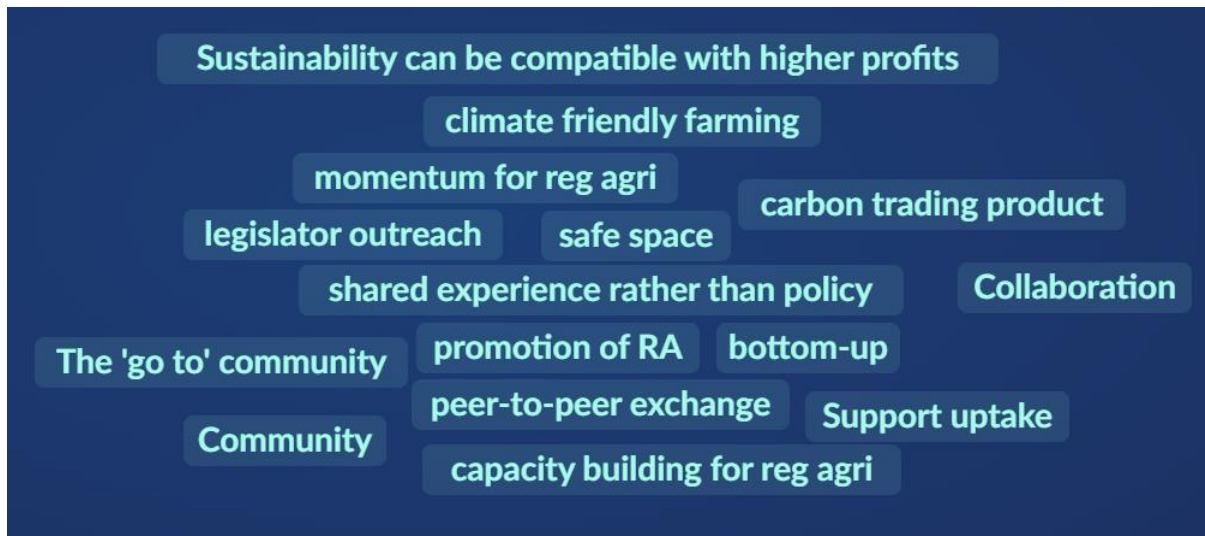 Sustainability can be compatible with higher profits
climate friendly farming
momentum for reg agri
carbon trading product
legislator outreach
safe space
shared experience rather than policy
Collaboration
The 'go to' community
promotion of RA
bottom-up
peer-to-peer exchange
Support uptake
Community
capacity building for reg agri